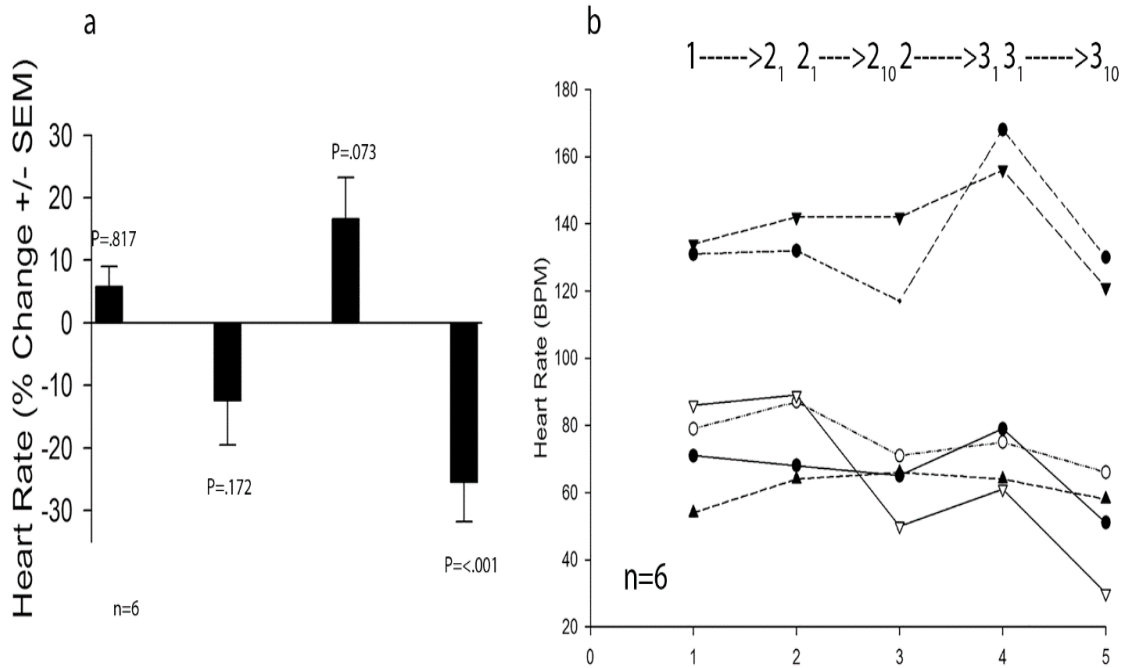 a
Heart Rate (% Change +/- SEM)
30
20
10
0
-10
-20
-30
P=.817
P=.172
P=.073
P=<.001
n=6
b
1------>2₁ 2₁---->2₁₀ 2------>3₁ 3₁------>3₁₀
Heart Rate (BPM)
180
160
140
120
100
80
60
40
20
n=6
0 1 2 3 4 5